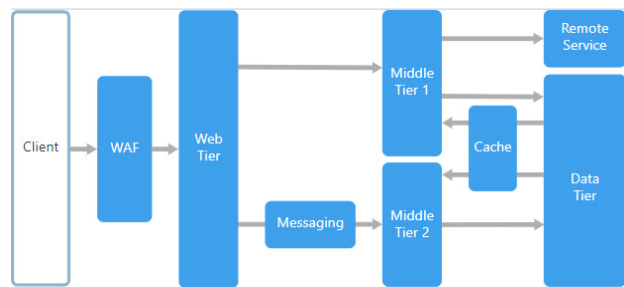 Client
WAF
Web
Tier
Messaging
Middle
Tier 1
Middle
Tier 2
Cache
Remote
Service
Data
Tier